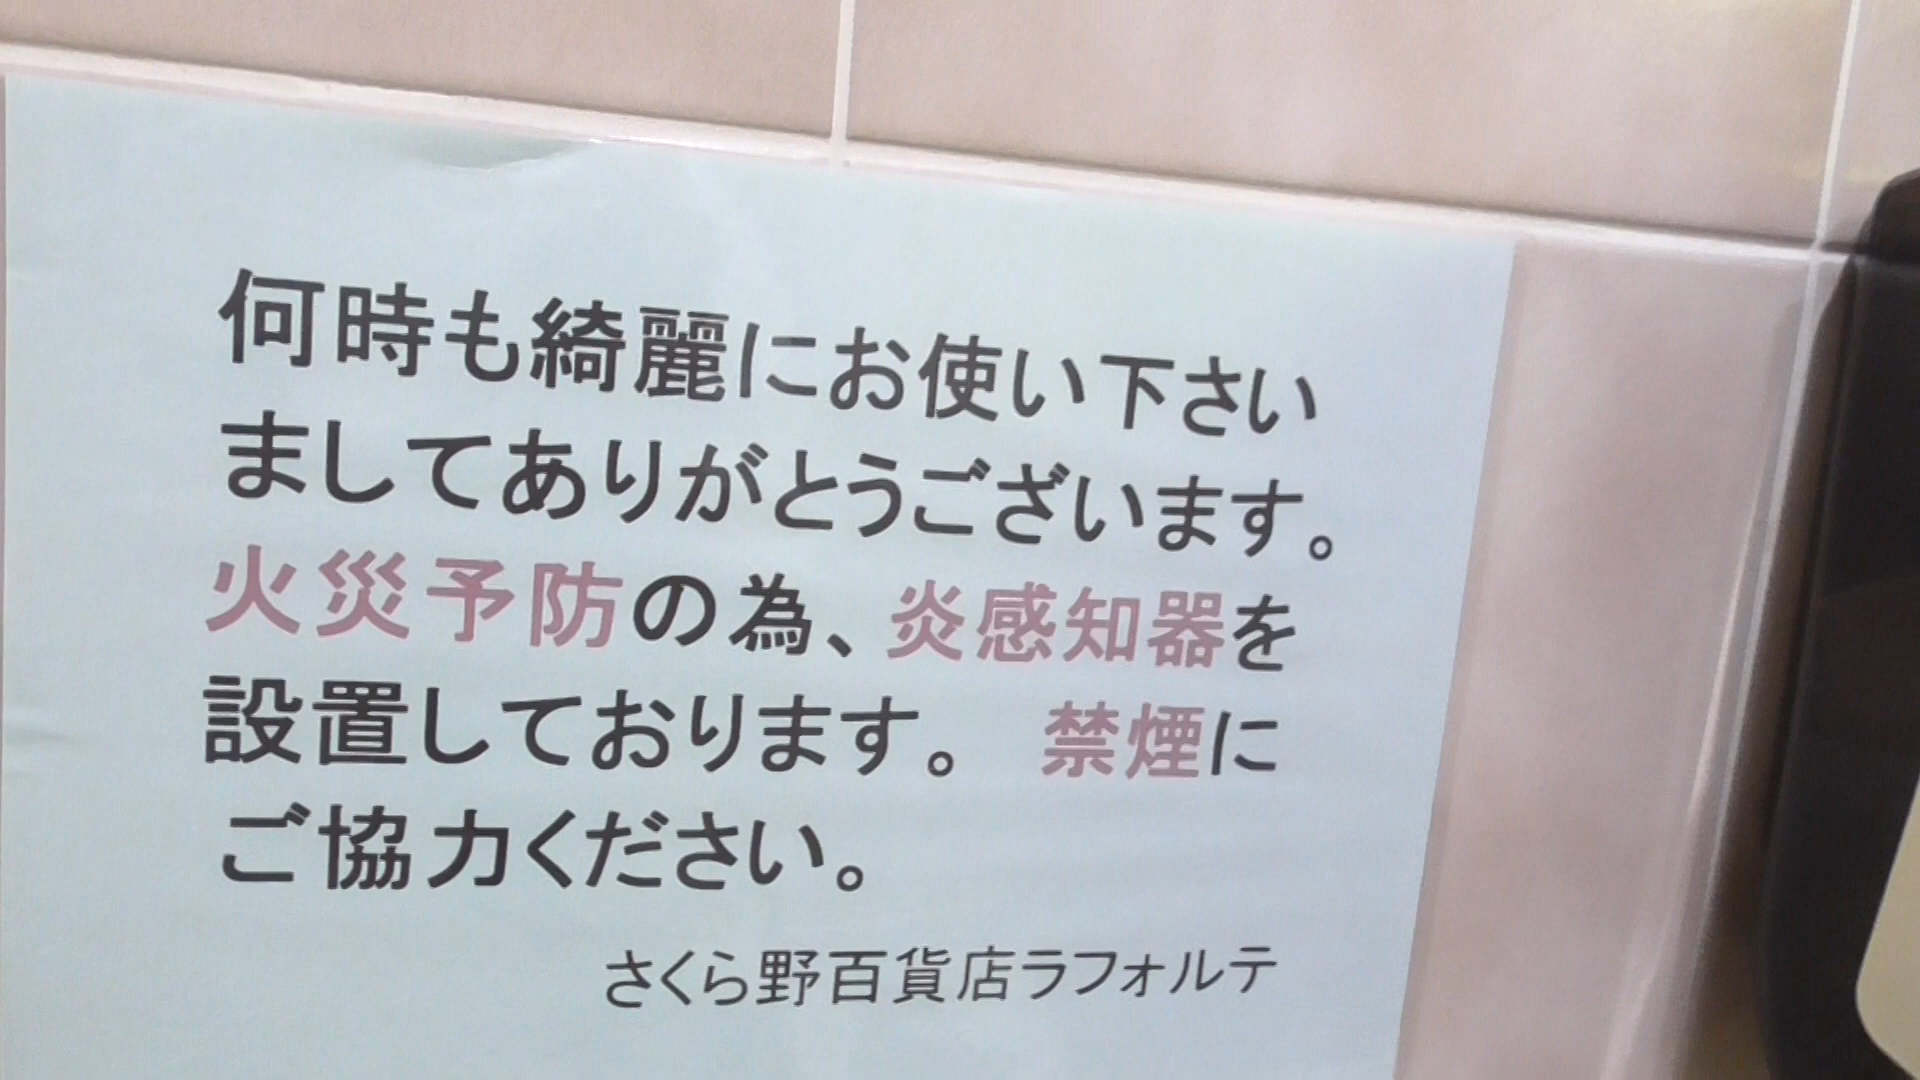 何時も綺麗にお使い下さい
ましてありがとうございます。
火災予防の為、炎感知器を
設置しております。　禁煙に
ご協力ください。
さくら野百貨店ラフォルテ